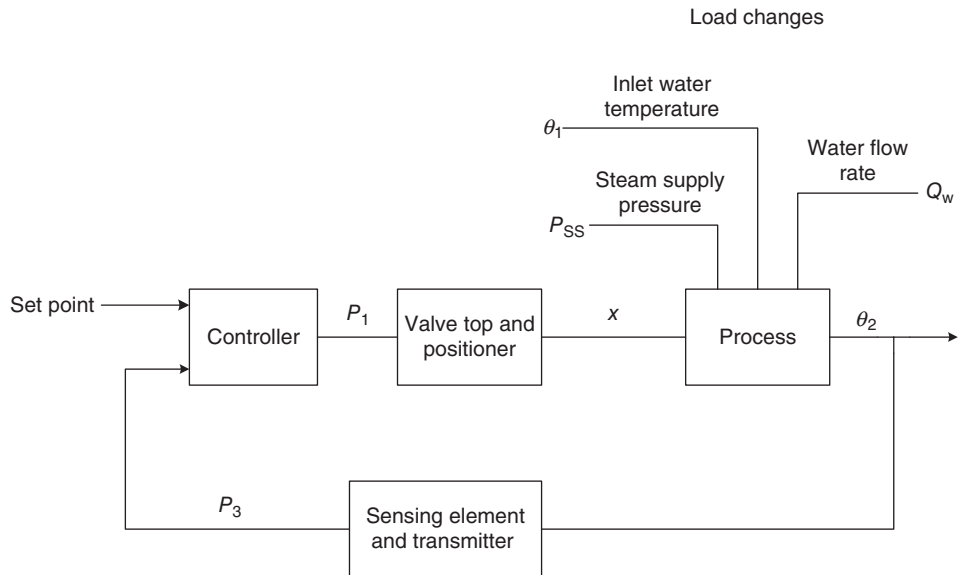 Load changes
Inlet water
temperature
θ1
Water flow
rate
Steam supply
pressure
Qw
PSS
Set point
Controller
P1
Valve top and
positioner
x
Process
θ2
P3
Sensing element
and transmitter